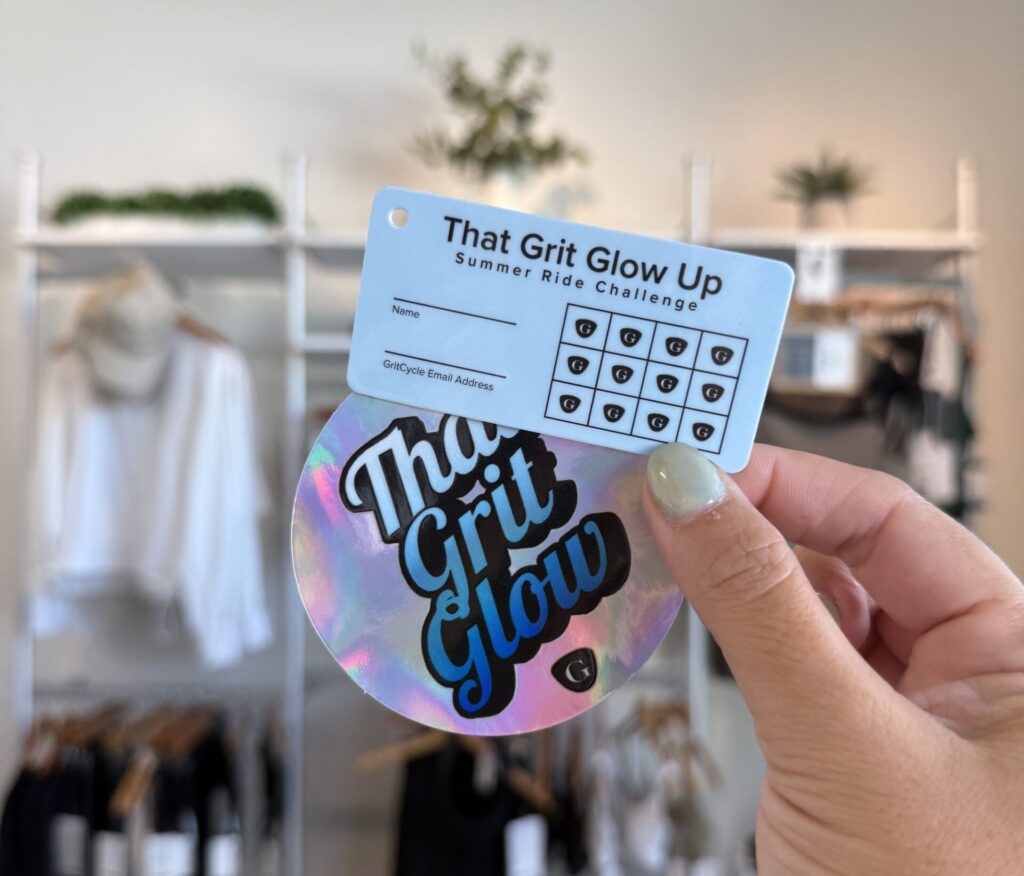 That Grit Glow Up
Summer Ride Challenge
Name
GritCycle Email Address
G G G G
G G G G
G G G G
That
Grit
Glow
G